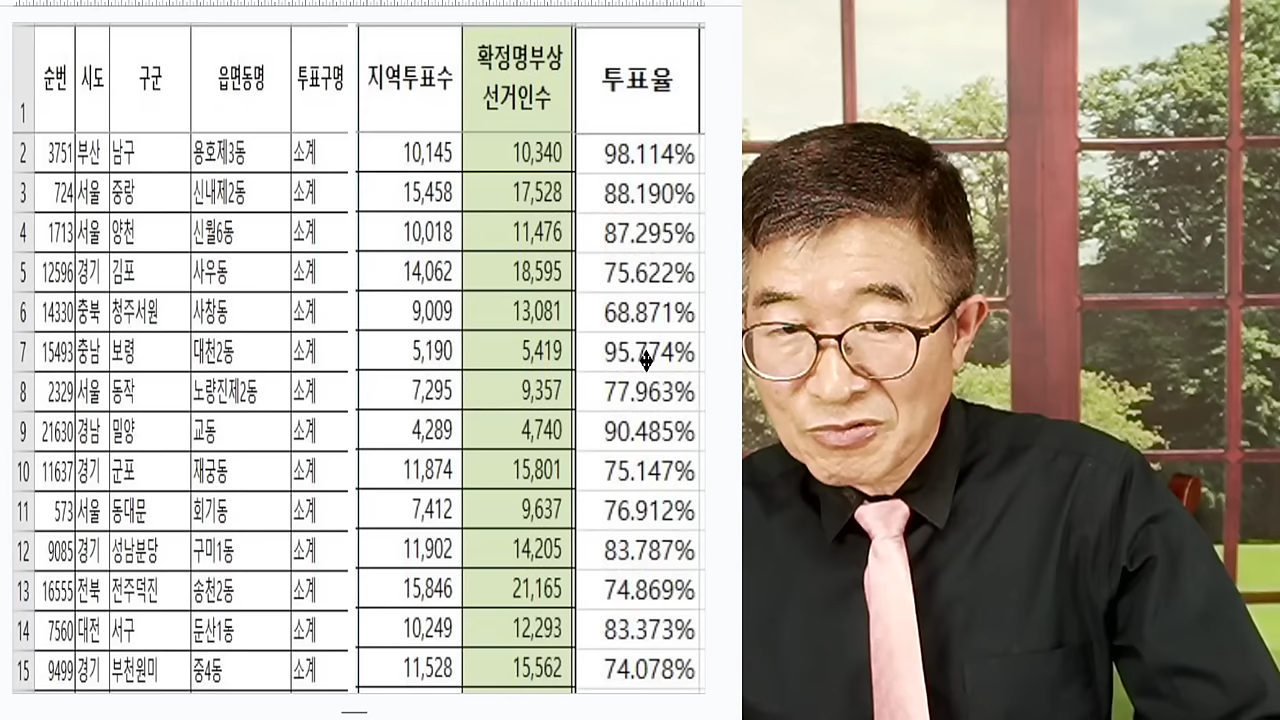 1 순번 시도 구군 읍면동명 투표구명 지역투표수 확정명부상 선거인수 투표율
2 3751 부산 남구 용호제3동 소계 10,145 10,340 98.114%
3 724 서울 중랑 신내제2동 소계 15,458 17,528 88.190%
4 1713 서울 양천 신월6동 소계 10,018 11,476 87.295%
5 12596 경기 김포 사우동 소계 14,062 18,595 75.622%
6 14330 충북 청주서원 사창동 소계 9,009 13,081 68.871%
7 15493 충남 보령 대천2동 소계 5,190 5,419 95.774%
8 2329 서울 동작 노량진제2동 소계 7,295 9,357 77.963%
9 21630 경남 밀양 교동 소계 4,289 4,740 90.485%
10 11637 경기 군포 재궁동 소계 11,874 15,801 75.147%
11 573 서울 동대문 회기동 소계 7,412 9,637 76.912%
12 9085 경기 성남분당 구미1동 소계 11,902 14,205 83.787%
13 16555 전북 전주덕진 송천2동 소계 15,846 21,165 74.869%
14 7560 대전 서구 둔산1동 소계 10,249 12,293 83.373%
15 9499 경기 부천원미 중4동 소계 11,528 15,562 74.078%